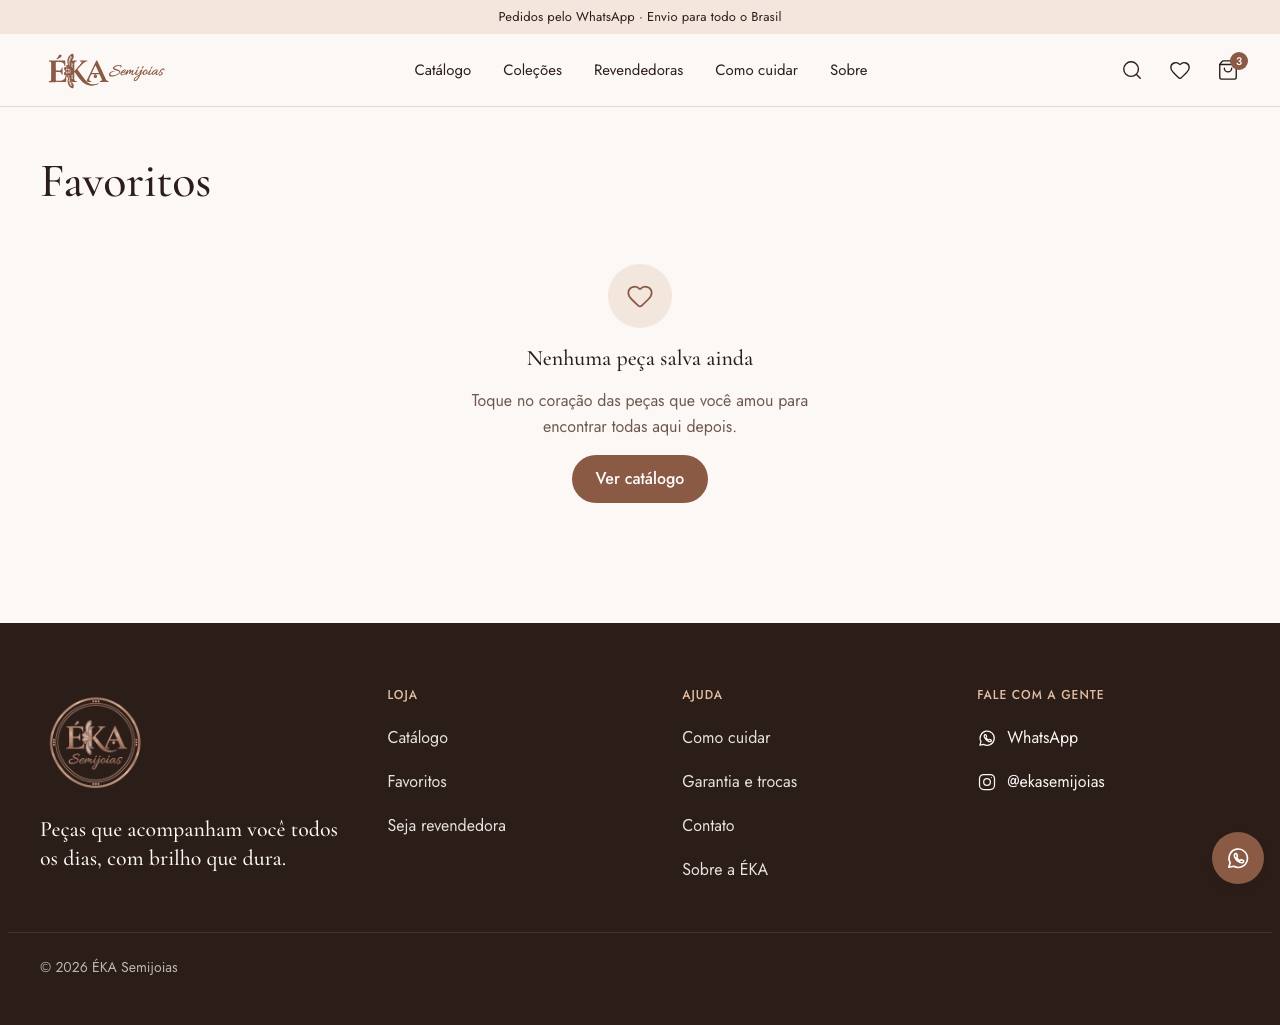 Pedidos pelo WhatsApp · Envio para todo o Brasil
ÉKA Semijoias
Catálogo
Coleções
Revendedoras
Como cuidar
Sobre
3
Favoritos
Nenhuma peça salva ainda
Toque no coração das peças que você amou para
encontrar todas aqui depois.
Ver catálogo
ÉKA
Semijoias
Peças que acompanham você todos
os dias, com brilho que dura.
LOJA
Catálogo
Favoritos
Seja revendedora
AJUDA
Como cuidar
Garantia e trocas
Contato
Sobre a ÉKA
FALE COM A GENTE
WhatsApp
@ekasemijoias
© 2026 ÉKA Semijoias